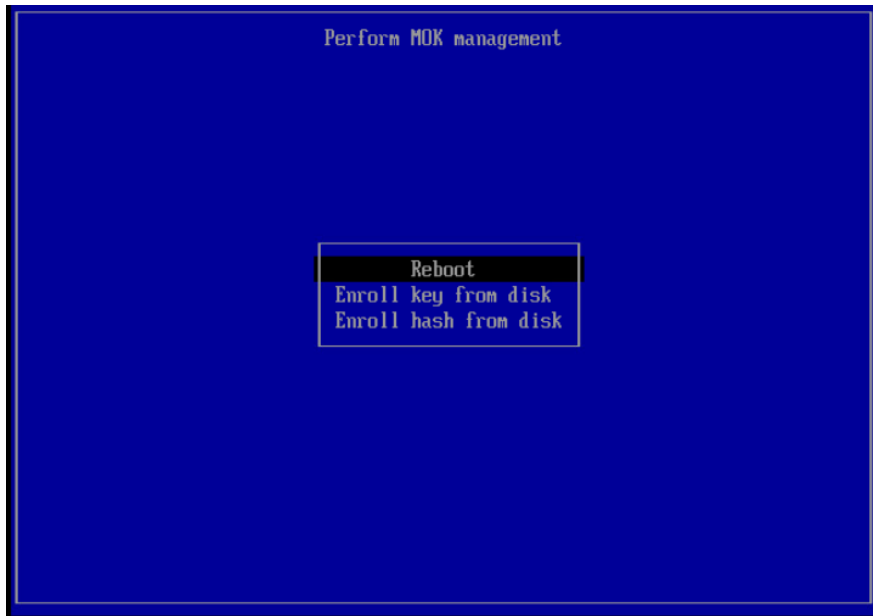 Perform MOK management
Reboot
Enroll key from disk
Enroll hash from disk